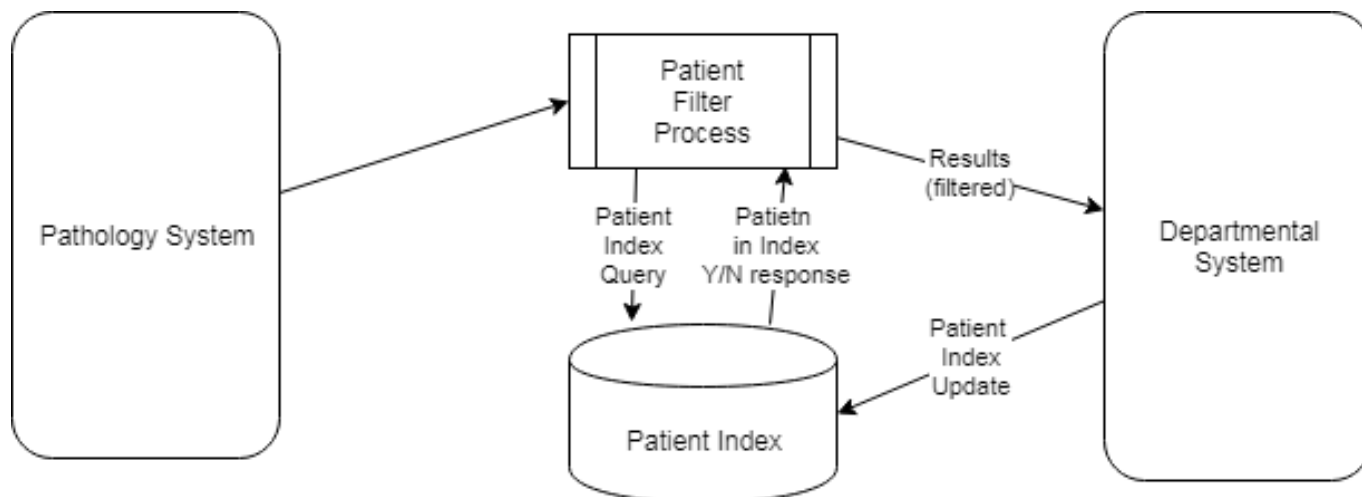 Patient
Filter
Process
Pathology System
Results
(filtered)
Patient
Index
Query
Patietn
in Index
Y/N response
Departmental
System
Patient
Index
Update
Patient Index